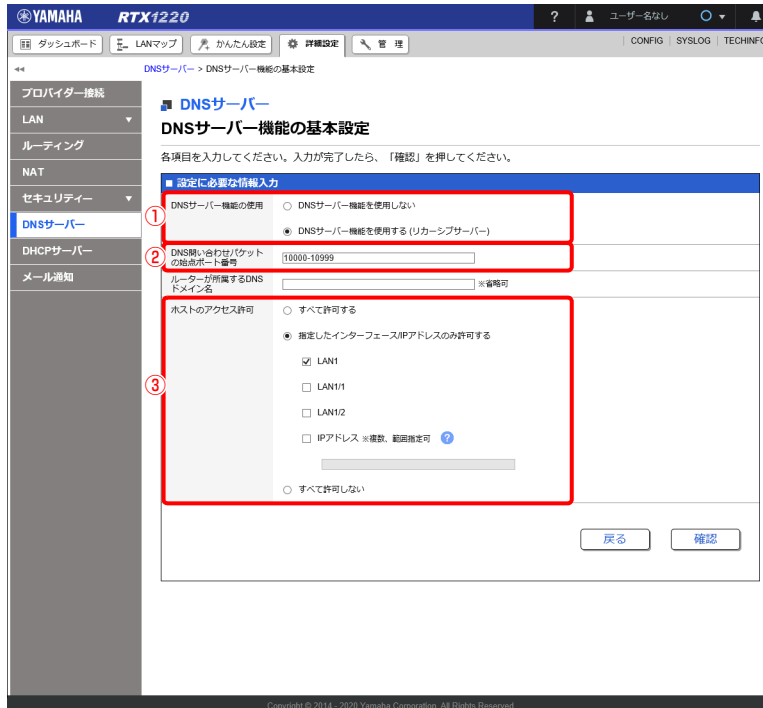 YAMAHA RTX1220 ? ユーザー名なし
ダッシュボード LANマップ かんたん設定 詳細設定 管 理 CONFIG SYSLOG TECHINFO
DNSサーバー > DNSサーバー機能の基本設定
プロバイダー接続
LAN
ルーティング
NAT
セキュリティー
DNSサーバー
DHCPサーバー
メール通知
DNSサーバー
DNSサーバー機能の基本設定
各項目を入力してください。入力が完了したら、「確認」を押してください。
■ 設定に必要な情報入力
①
DNSサーバー機能の使用 DNSサーバー機能を使用しない
DNSサーバー機能を使用する (リカーシブサーバー)
②
DNS問い合わせパケット
の始点ポート番号
10000-10999
ルーターが所属するDNS
ドメイン名
※省略可
③
ホストのアクセス許可 すべて許可する
指定したインターフェース/IPアドレスのみ許可する
LAN1
LAN1/1
LAN1/2
IPアドレス ※複数、範囲指定可 ?
すべて許可しない
戻る 確認
Copyright © 2014 - 2020 Yamaha Corporation. All Rights Reserved.